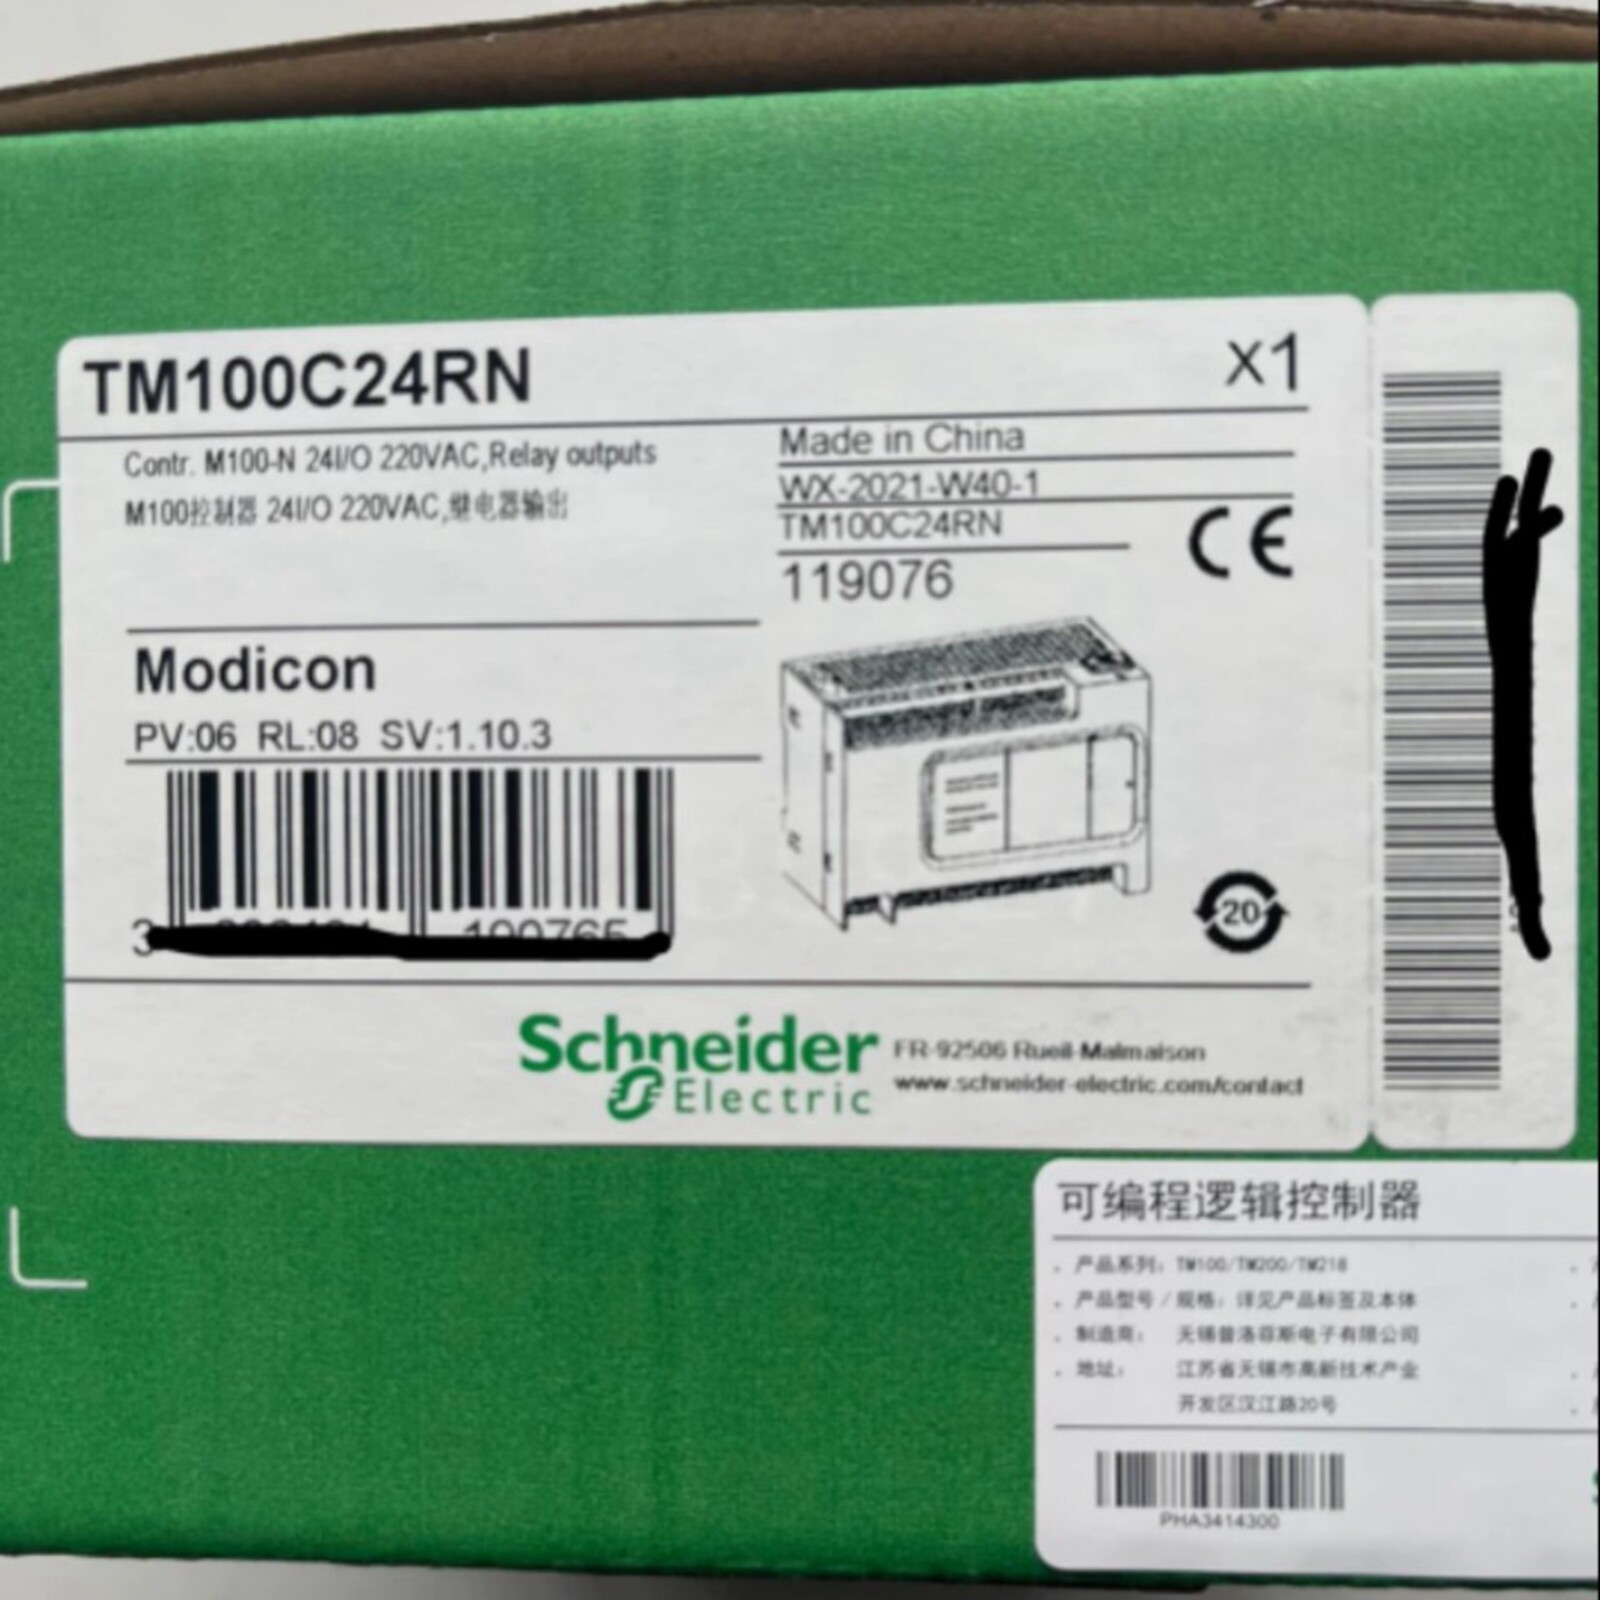 TM100C24RN
X1
Contr. M100-N 24I/O 220VAC,Relay outputs
M100控制器 24I/O 220VAC,继电器输出
Made in China
WX-2021-W40-1
TM100C24RN
119076
CE
Modicon
PV:06 RL:08 SV:1.10.3
3
100765
20
Schneider
Electric
FR-92506 Rueil-Malmaison
www.schneider-electric.com/contact
可编程逻辑控制器
. 产品系列: TM100/TM200/TM218
. 产品型号/规格: 详见产品标签及本体
. 制造商: 无锡普洛菲斯电子有限公司
. 地址: 江苏省无锡市高新技术产业
开发区汉江路20号
PHA3414300